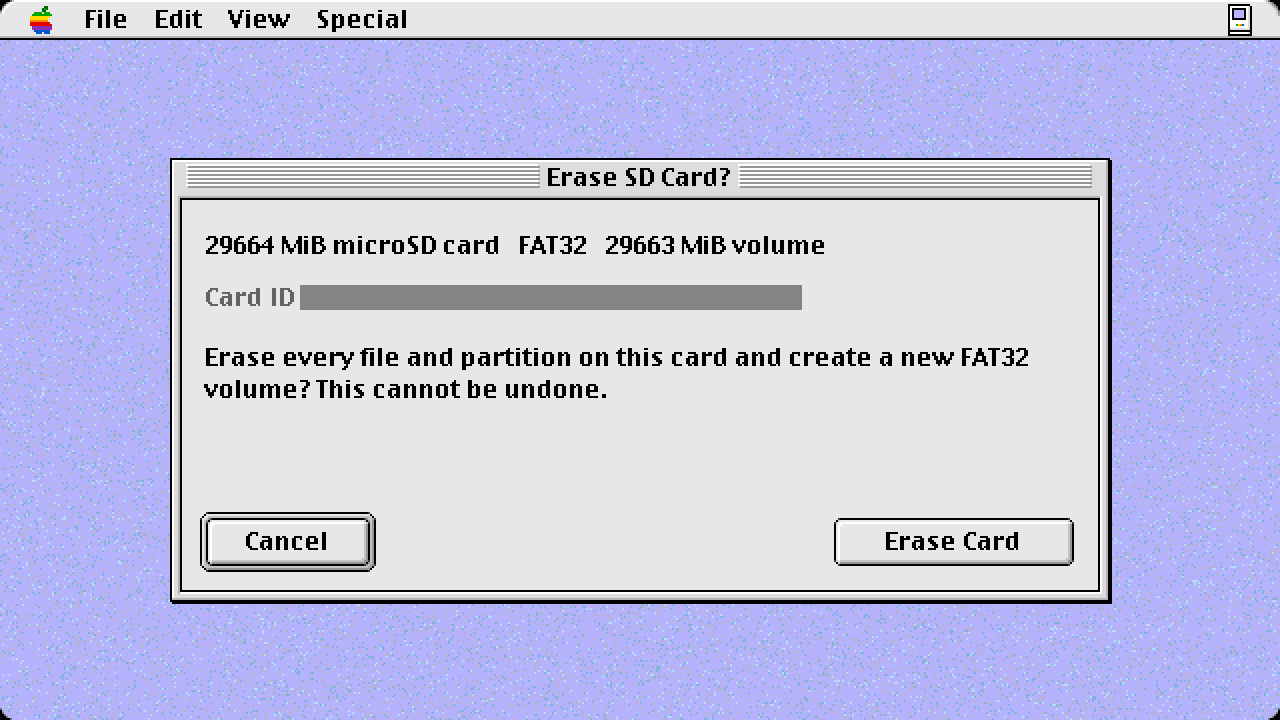 File Edit View Special
Erase SD Card?
29664 MiB microSD card FAT32 29663 MiB volume
Card ID
Erase every file and partition on this card and create a new FAT32
volume? This cannot be undone.
Cancel Erase Card